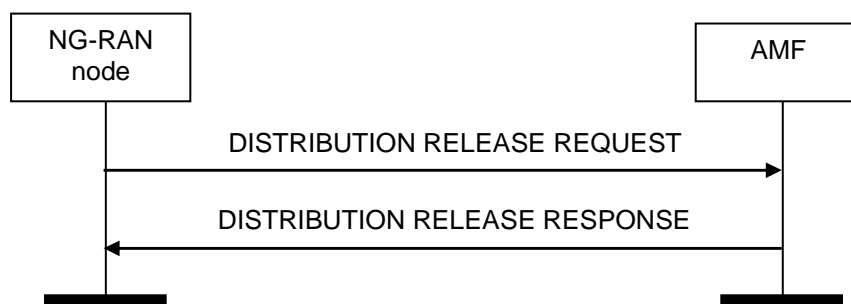 NG-RAN
node
AMF
DISTRIBUTION RELEASE REQUEST
DISTRIBUTION RELEASE RESPONSE